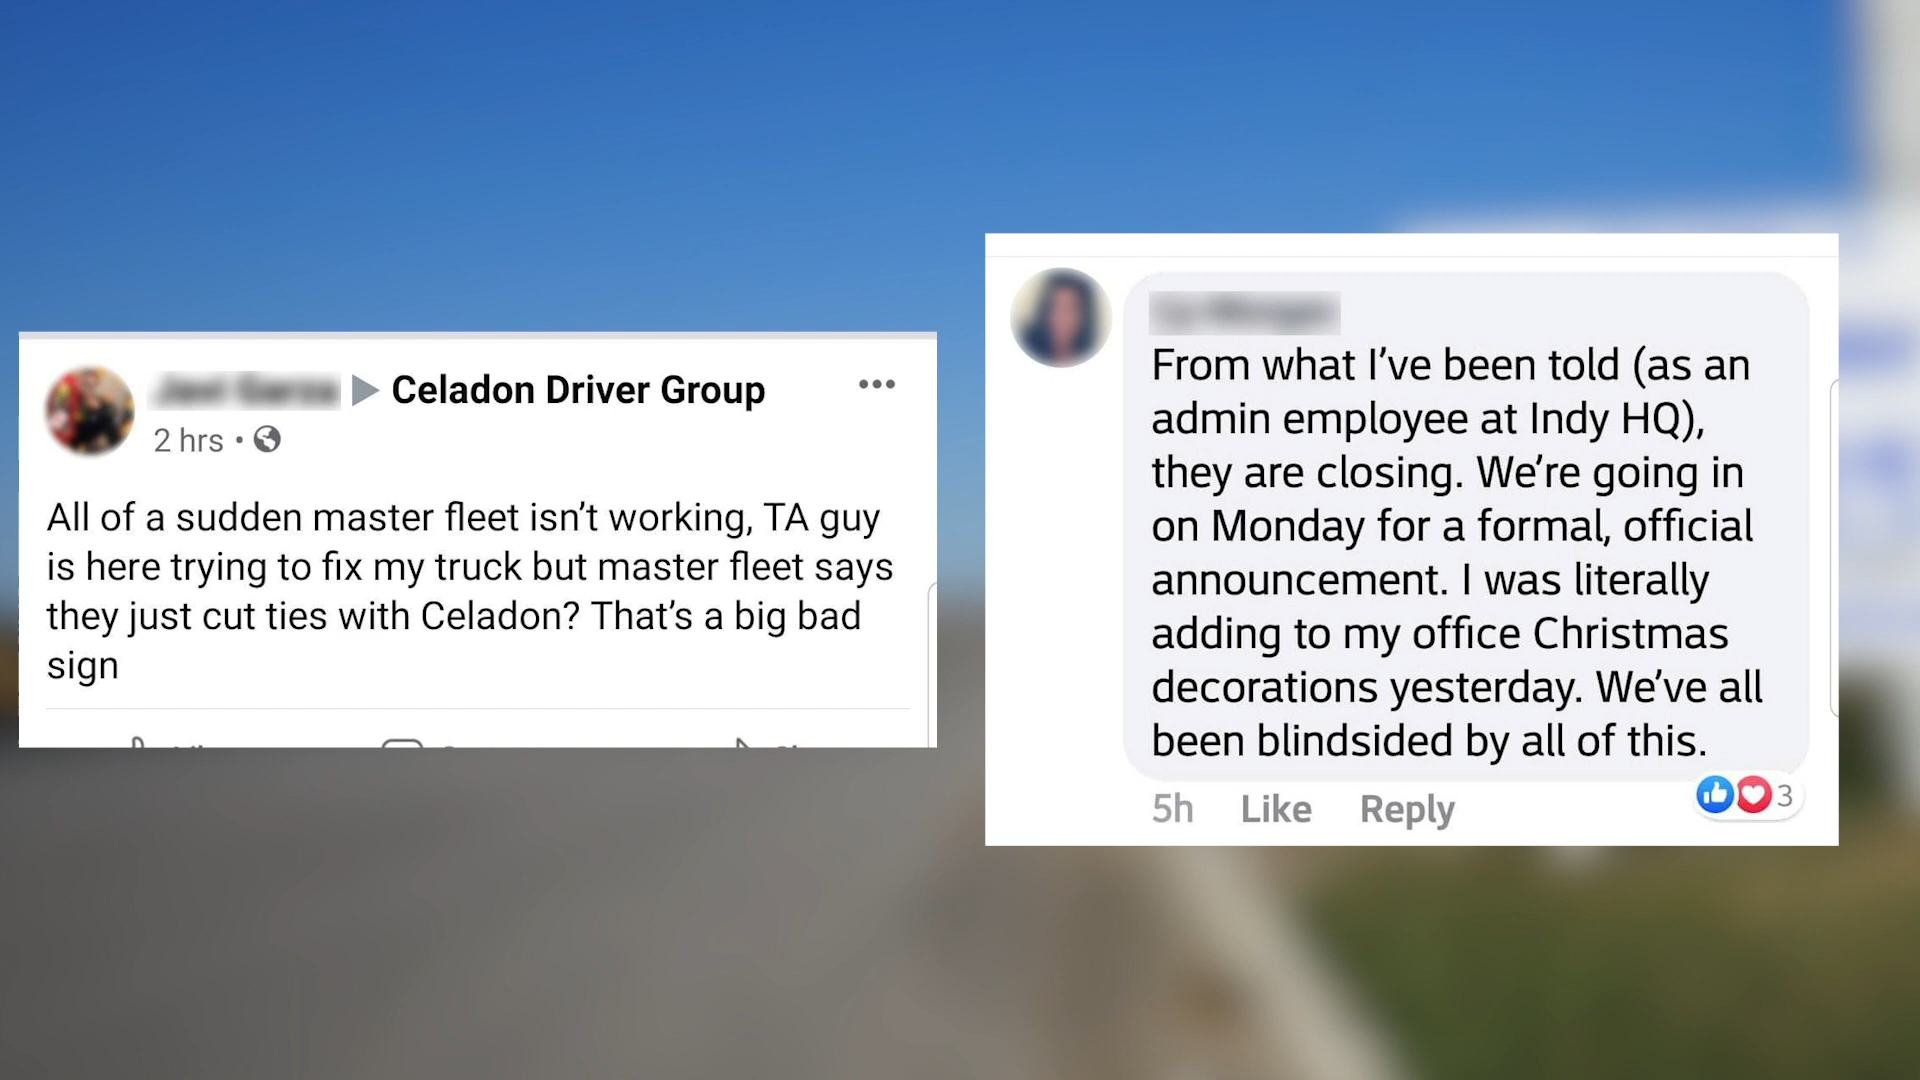 Celadon Driver Group
2 hrs •
All of a sudden master fleet isn't working, TA guy
is here trying to fix my truck but master fleet says
they just cut ties with Celadon? That's a big bad
sign
From what I've been told (as an
admin employee at Indy HQ),
they are closing. We're going in
on Monday for a formal, official
announcement. I was literally
adding to my office Christmas
decorations yesterday. We've all
been blindsided by all of this.
5h Like Reply 3